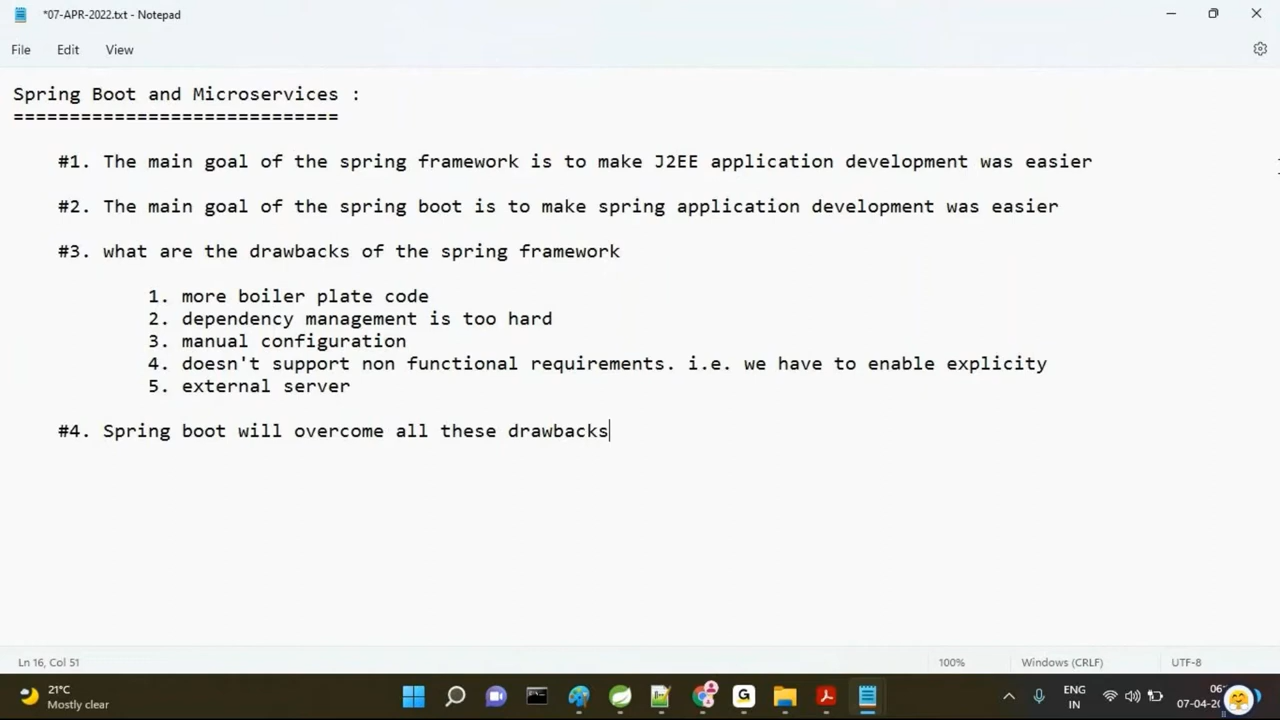 *07-APR-2022.txt - Notepad
File Edit View
Spring Boot and Microservices :
=============================
#1. The main goal of the spring framework is to make J2EE application development was easier
#2. The main goal of the spring boot is to make spring application development was easier
#3. what are the drawbacks of the spring framework
1. more boiler plate code
2. dependency management is too hard
3. manual configuration
4. doesn't support non functional requirements. i.e. we have to enable explicity
5. external server
#4. Spring boot will overcome all these drawbacks
Ln 16, Col 51 100% Windows (CRLF) UTF-8
21°C
Mostly clear
ENG
IN